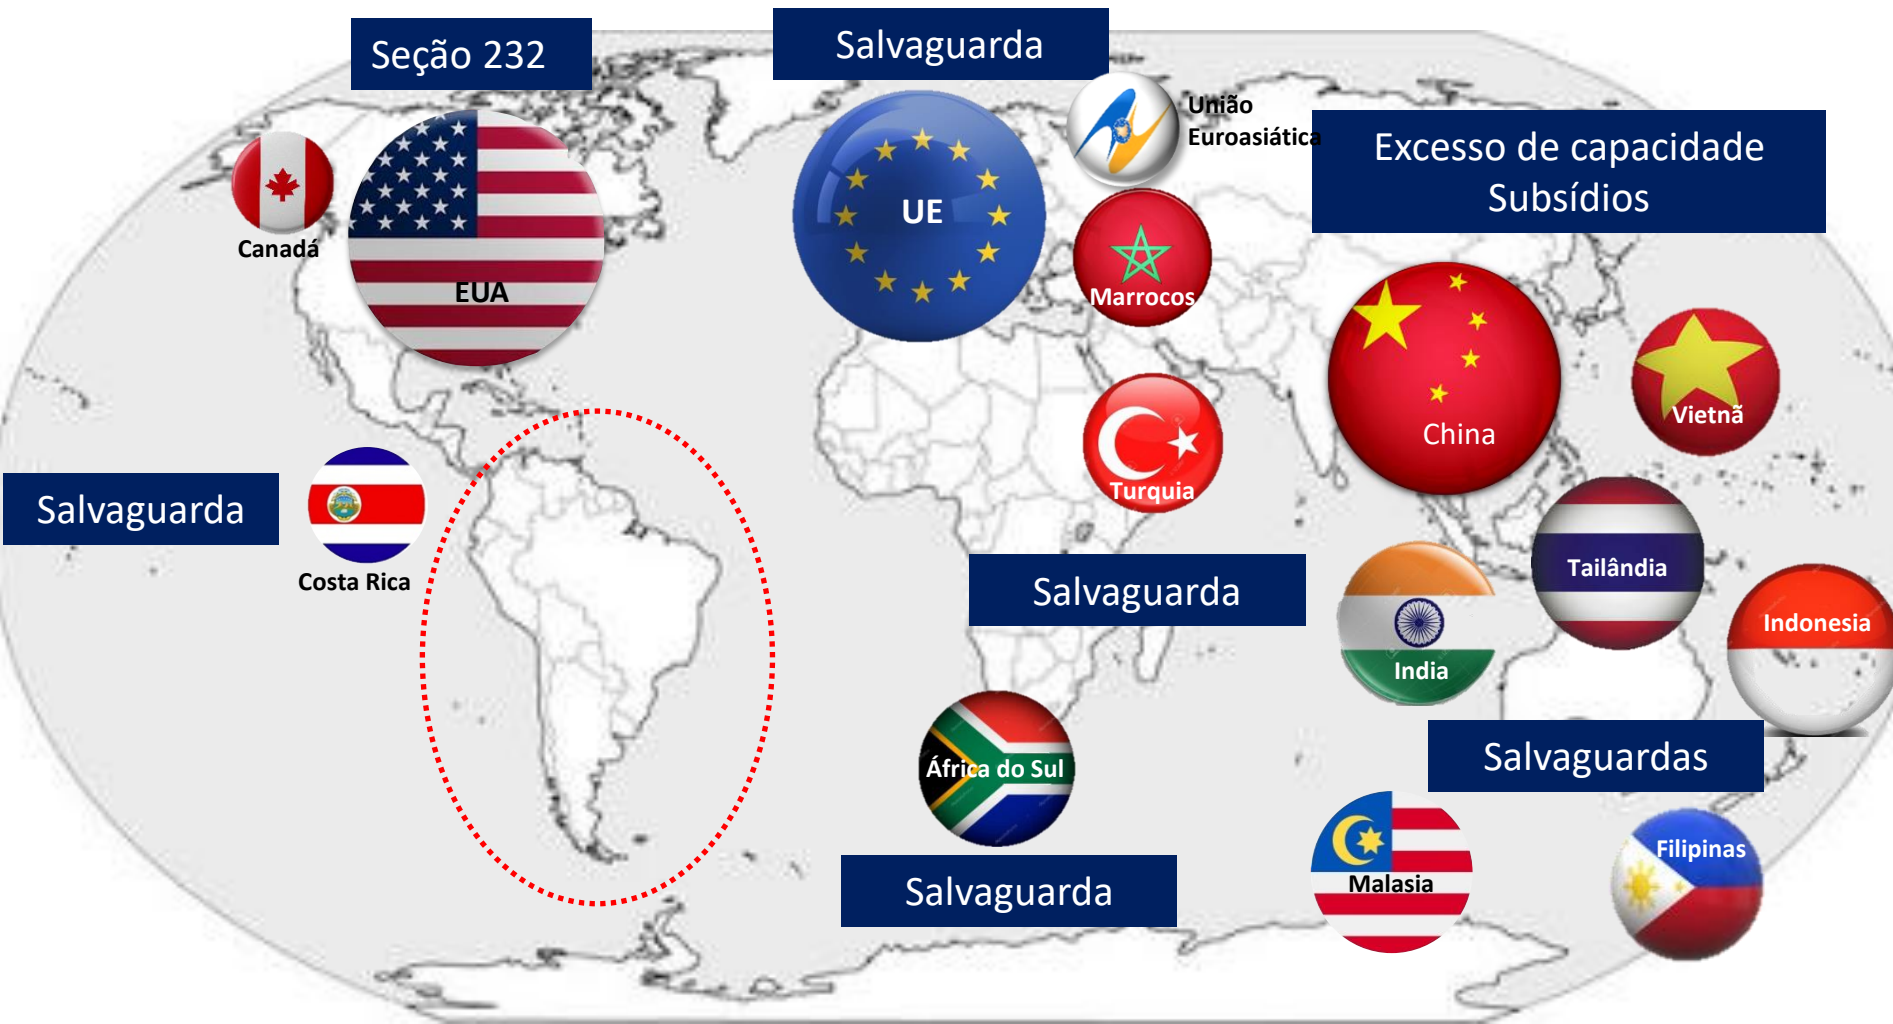 Seção 232
Salvaguarda
União
Euroasiática
Excesso de capacidade
Subsídios
Canadá
EUA
UE
Marrocos
China
Vietnã
Turquia
Salvaguarda
Costa Rica
Salvaguarda
Tailândia
India
Indonesia
África do Sul
Salvaguardas
Salvaguarda
Malasia
Filipinas